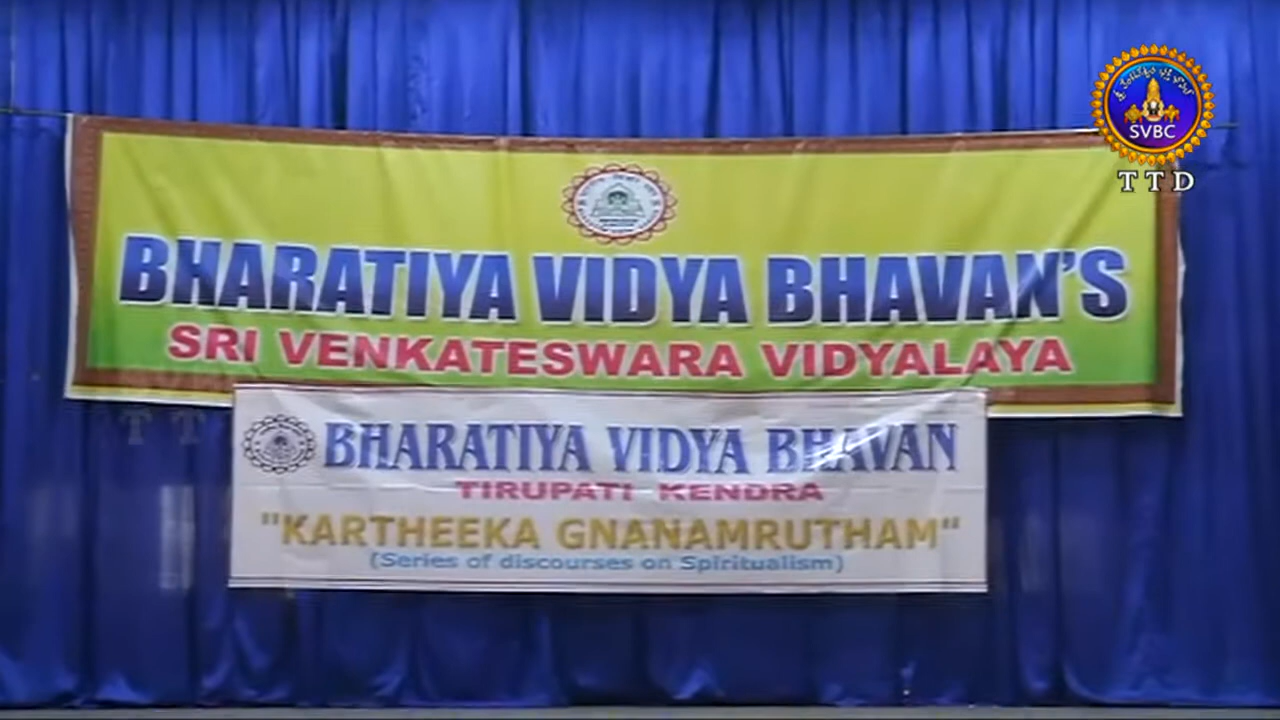 SVBC
TTD
BHARATIYA VIDYA BHAVAN'S
SRI VENKATESWARA VIDYALAYA
BHARATIYA VIDYA BHAVAN
TIRUPATI KENDRA
"KARTHEEKA GNANAMRUTHAM"
(Series of discourses on Spiritualism)